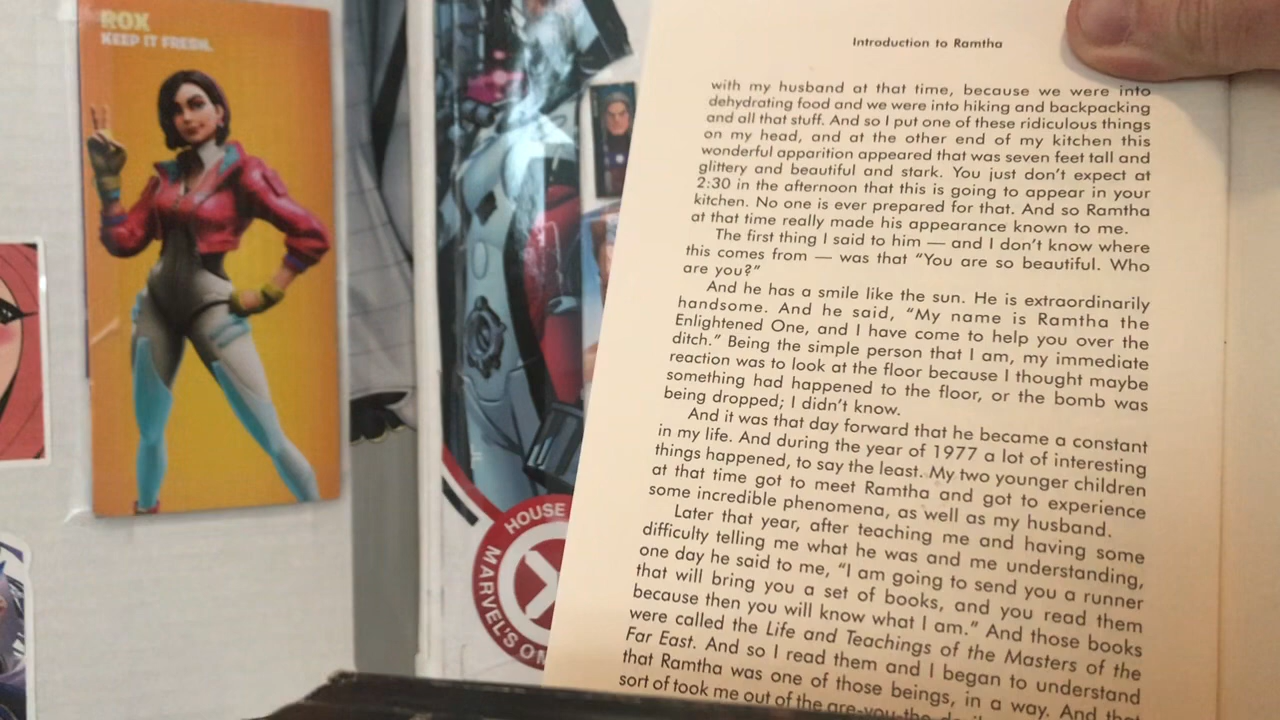 ROX
KEEP IT FRESH.
HOUSE
MARVEL'S
Introduction to Ramtha
with my husband at that time, because we were into
dehydrating food and we were into hiking and backpacking
and all that stuff. And so I put one of these ridiculous things
on my head, and at the other end of my kitchen this
wonderful apparition appeared that was seven feet tall and
glittery and beautiful and stark. You just don't expect at
2:30 in the afternoon that this is going to appear in your
kitchen. No one is ever prepared for that. And so Ramtha
at that time really made his appearance known to me.
The first thing I said to him — and I don't know where
this comes from — was that "You are so beautiful. Who
are you?"
And he has a smile like the sun. He is extraordinarily
handsome. And he said, "My name is Ramtha the
Enlightened One, and I have come to help you over the
ditch." Being the simple person that I am, my immediate
reaction was to look at the floor because I thought maybe
something had happened to the floor, or the bomb was
being dropped; I didn't know.
And it was that day forward that he became a constant
in my life. And during the year of 1977 a lot of interesting
things happened, to say the least. My two younger children
at that time got to meet Ramtha and got to experience
some incredible phenomena, as well as my husband.
Later that year, after teaching me and having some
difficulty telling me what he was and me understanding,
one day he said to me, "I am going to send you a runner
that will bring you a set of books, and you read them
because then you will know what I am." And those books
were called the Life and Teachings of the Masters of the
Far East. And so I read them and I began to understand
that Ramtha was one of those beings, in a way. And that
sort of took me out of the are-you-the